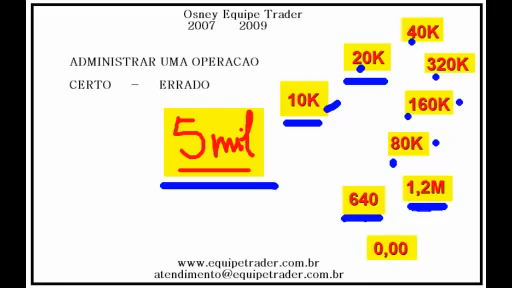 Osney Equipe Trader
2007 2009
ADMINISTRAR UMA OPERACAO
CERTO - ERRADO
5 mil
10K
20K
40K
320K
160K
80K
640
1,2M
0,00
www.equipetrader.com.br
atendimento@equipetrader.com.br